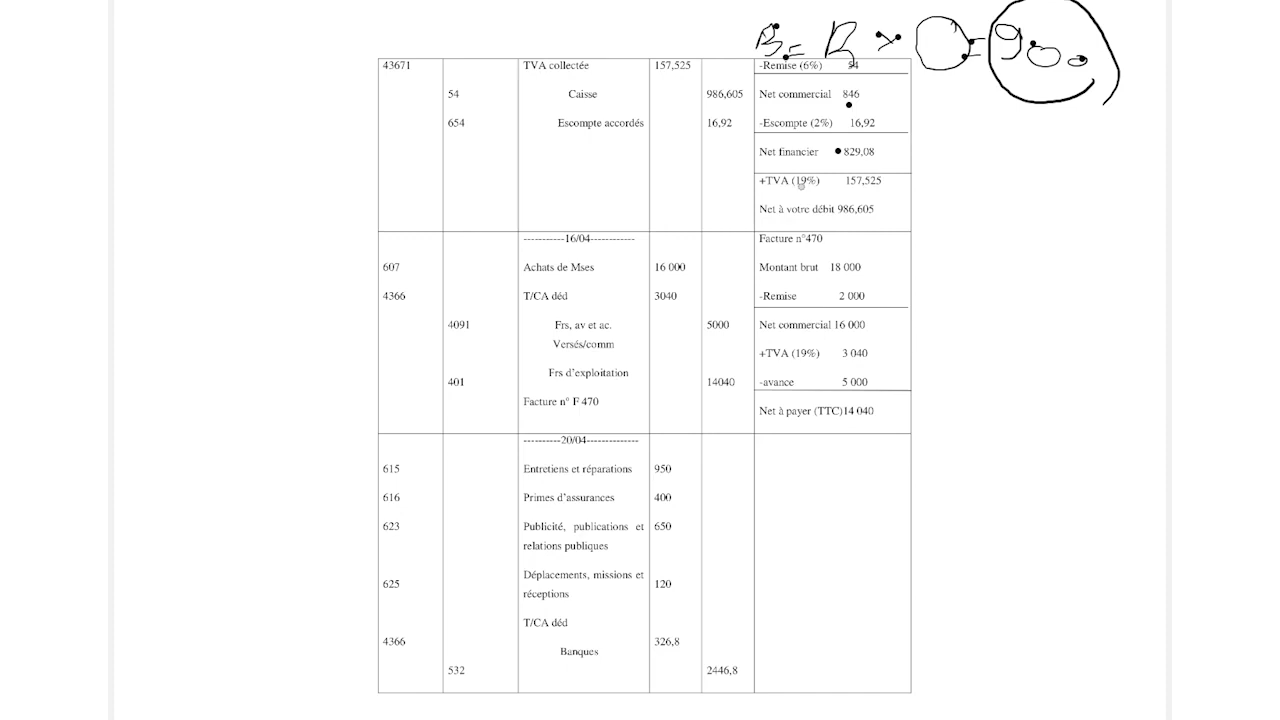 43671 TVA collectée 157,525 -Remise (6%) 54
54 Caisse 986,605 Net commercial 846
654 Escompte accordés 16,92 -Escompte (2%) 16,92
Net financier 829,08
+TVA (19%) 157,525
Net à votre débit 986,605
-----------16/04------------ Facture n°470
607 Achats de Mses 16 000 Montant brut 18 000
4366 T/CA déd 3040 -Remise 2 000
4091 Frs, av et ac. 5000 Net commercial 16 000
Versés/comm
+TVA (19%) 3 040
Frs d'exploitation
401 14040 -avance 5 000
Facture n° F 470
Net à payer (TTC)14 040
----------20/04--------------
615 Entretiens et réparations 950
616 Primes d'assurances 400
623 Publicité, publications et 650
relations publiques
Déplacements, missions et
625 120
réceptions
T/CA déd
4366 326,8
Banques
532 2446,8